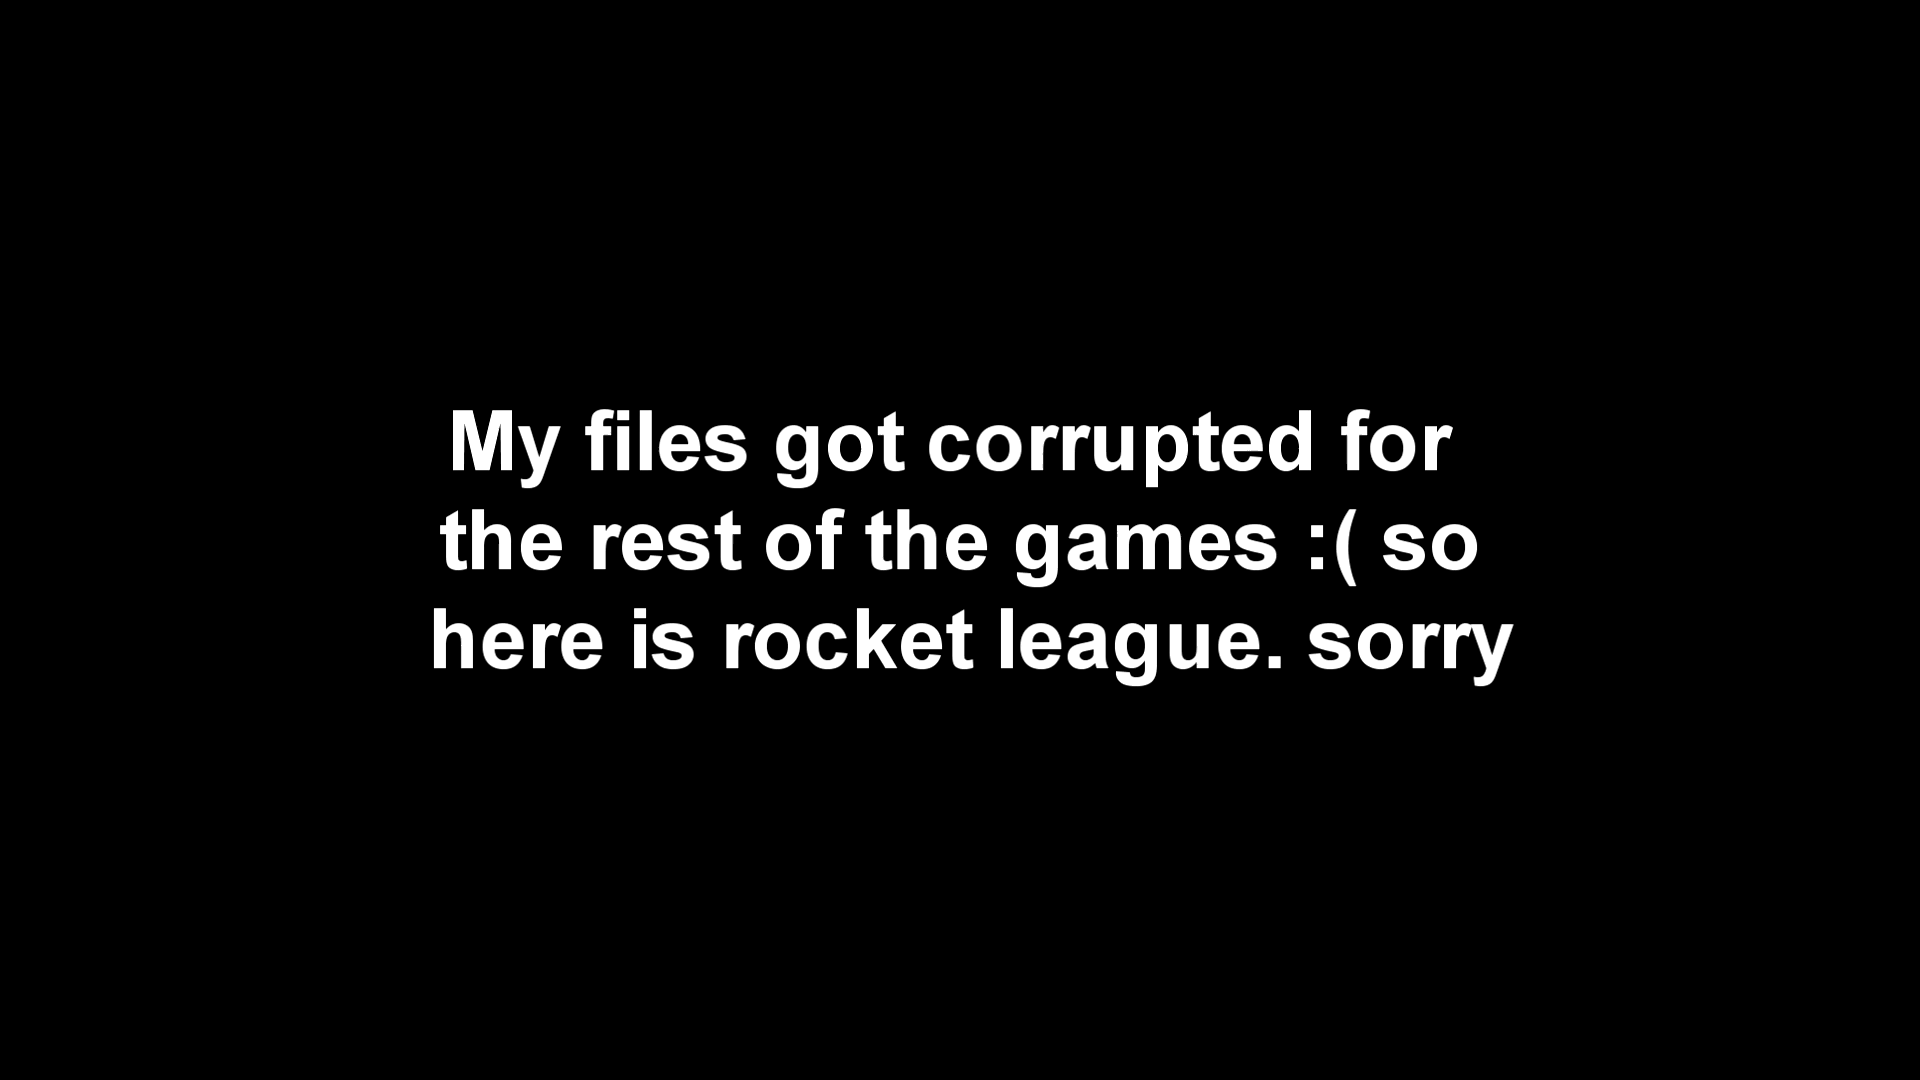 My files got corrupted for
the rest of the games :( so
here is rocket league. sorry